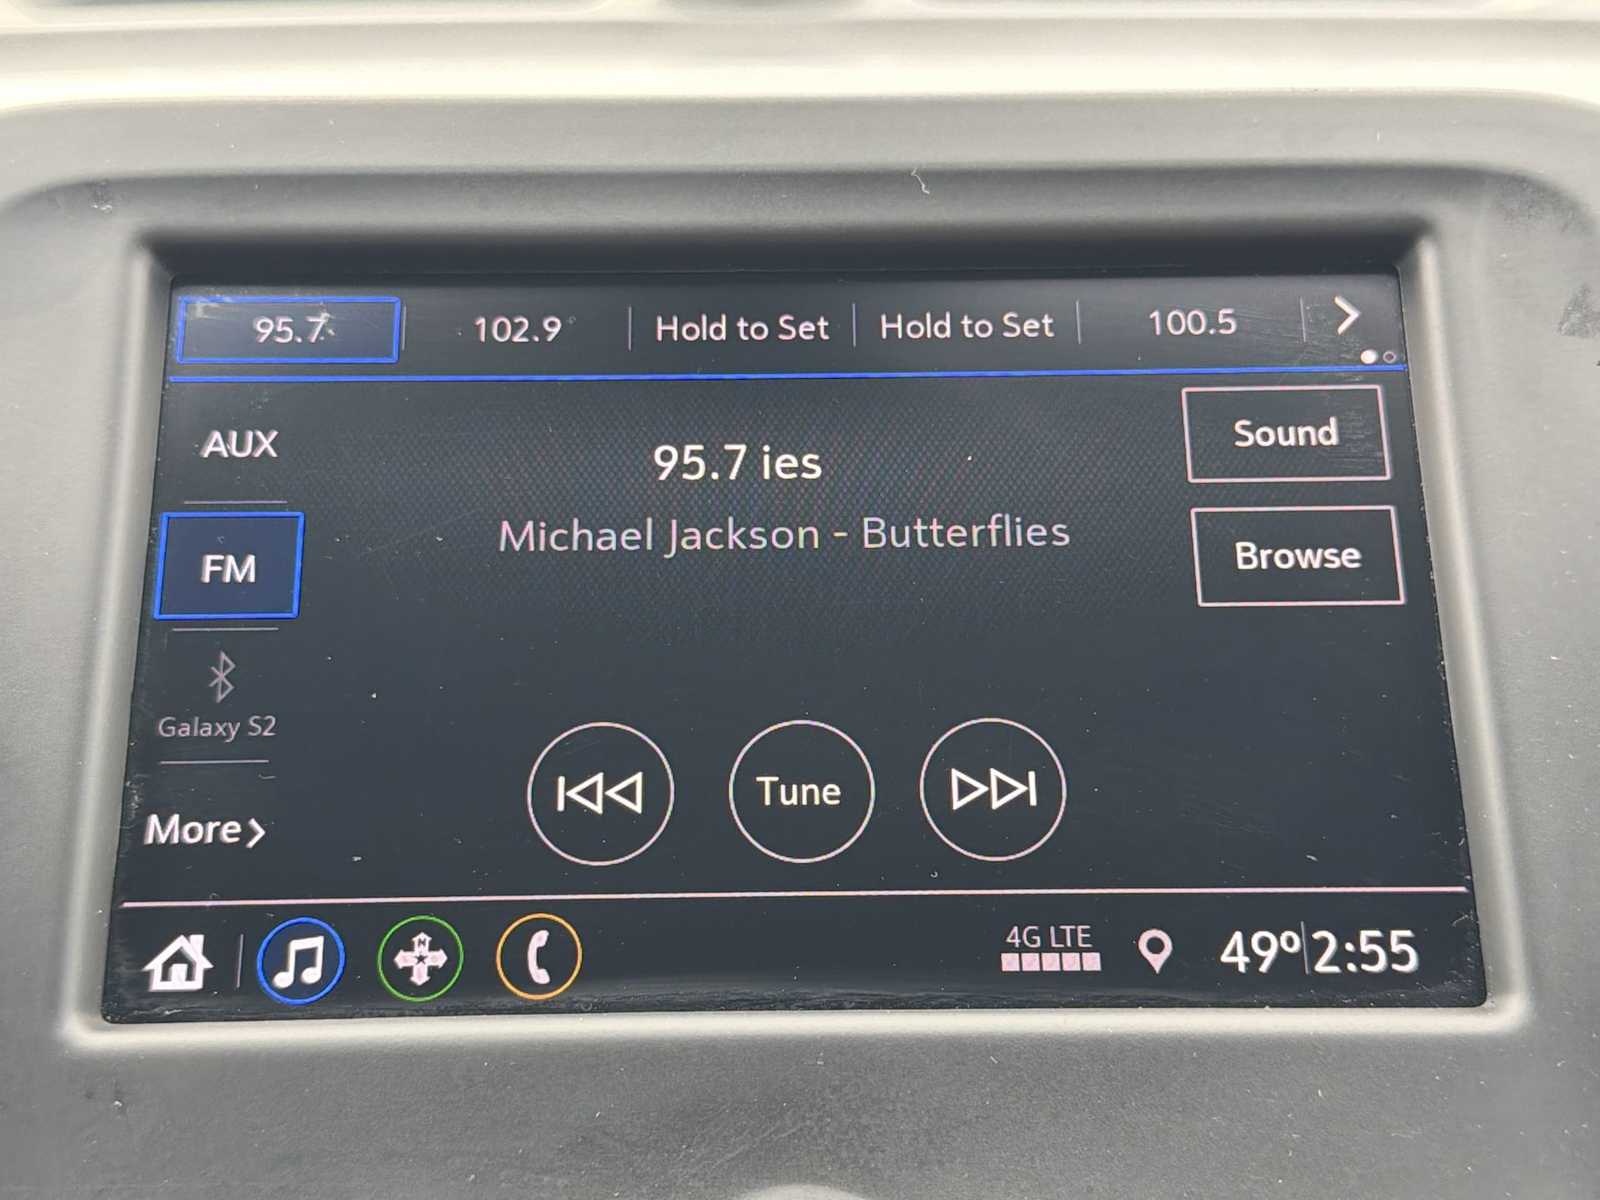 95.7 102.9 Hold to Set Hold to Set 100.5
AUX
95.7 ies
Sound
Michael Jackson - Butterflies
FM
Browse
Galaxy S2
Tune
More
4G LTE
49° 2:55